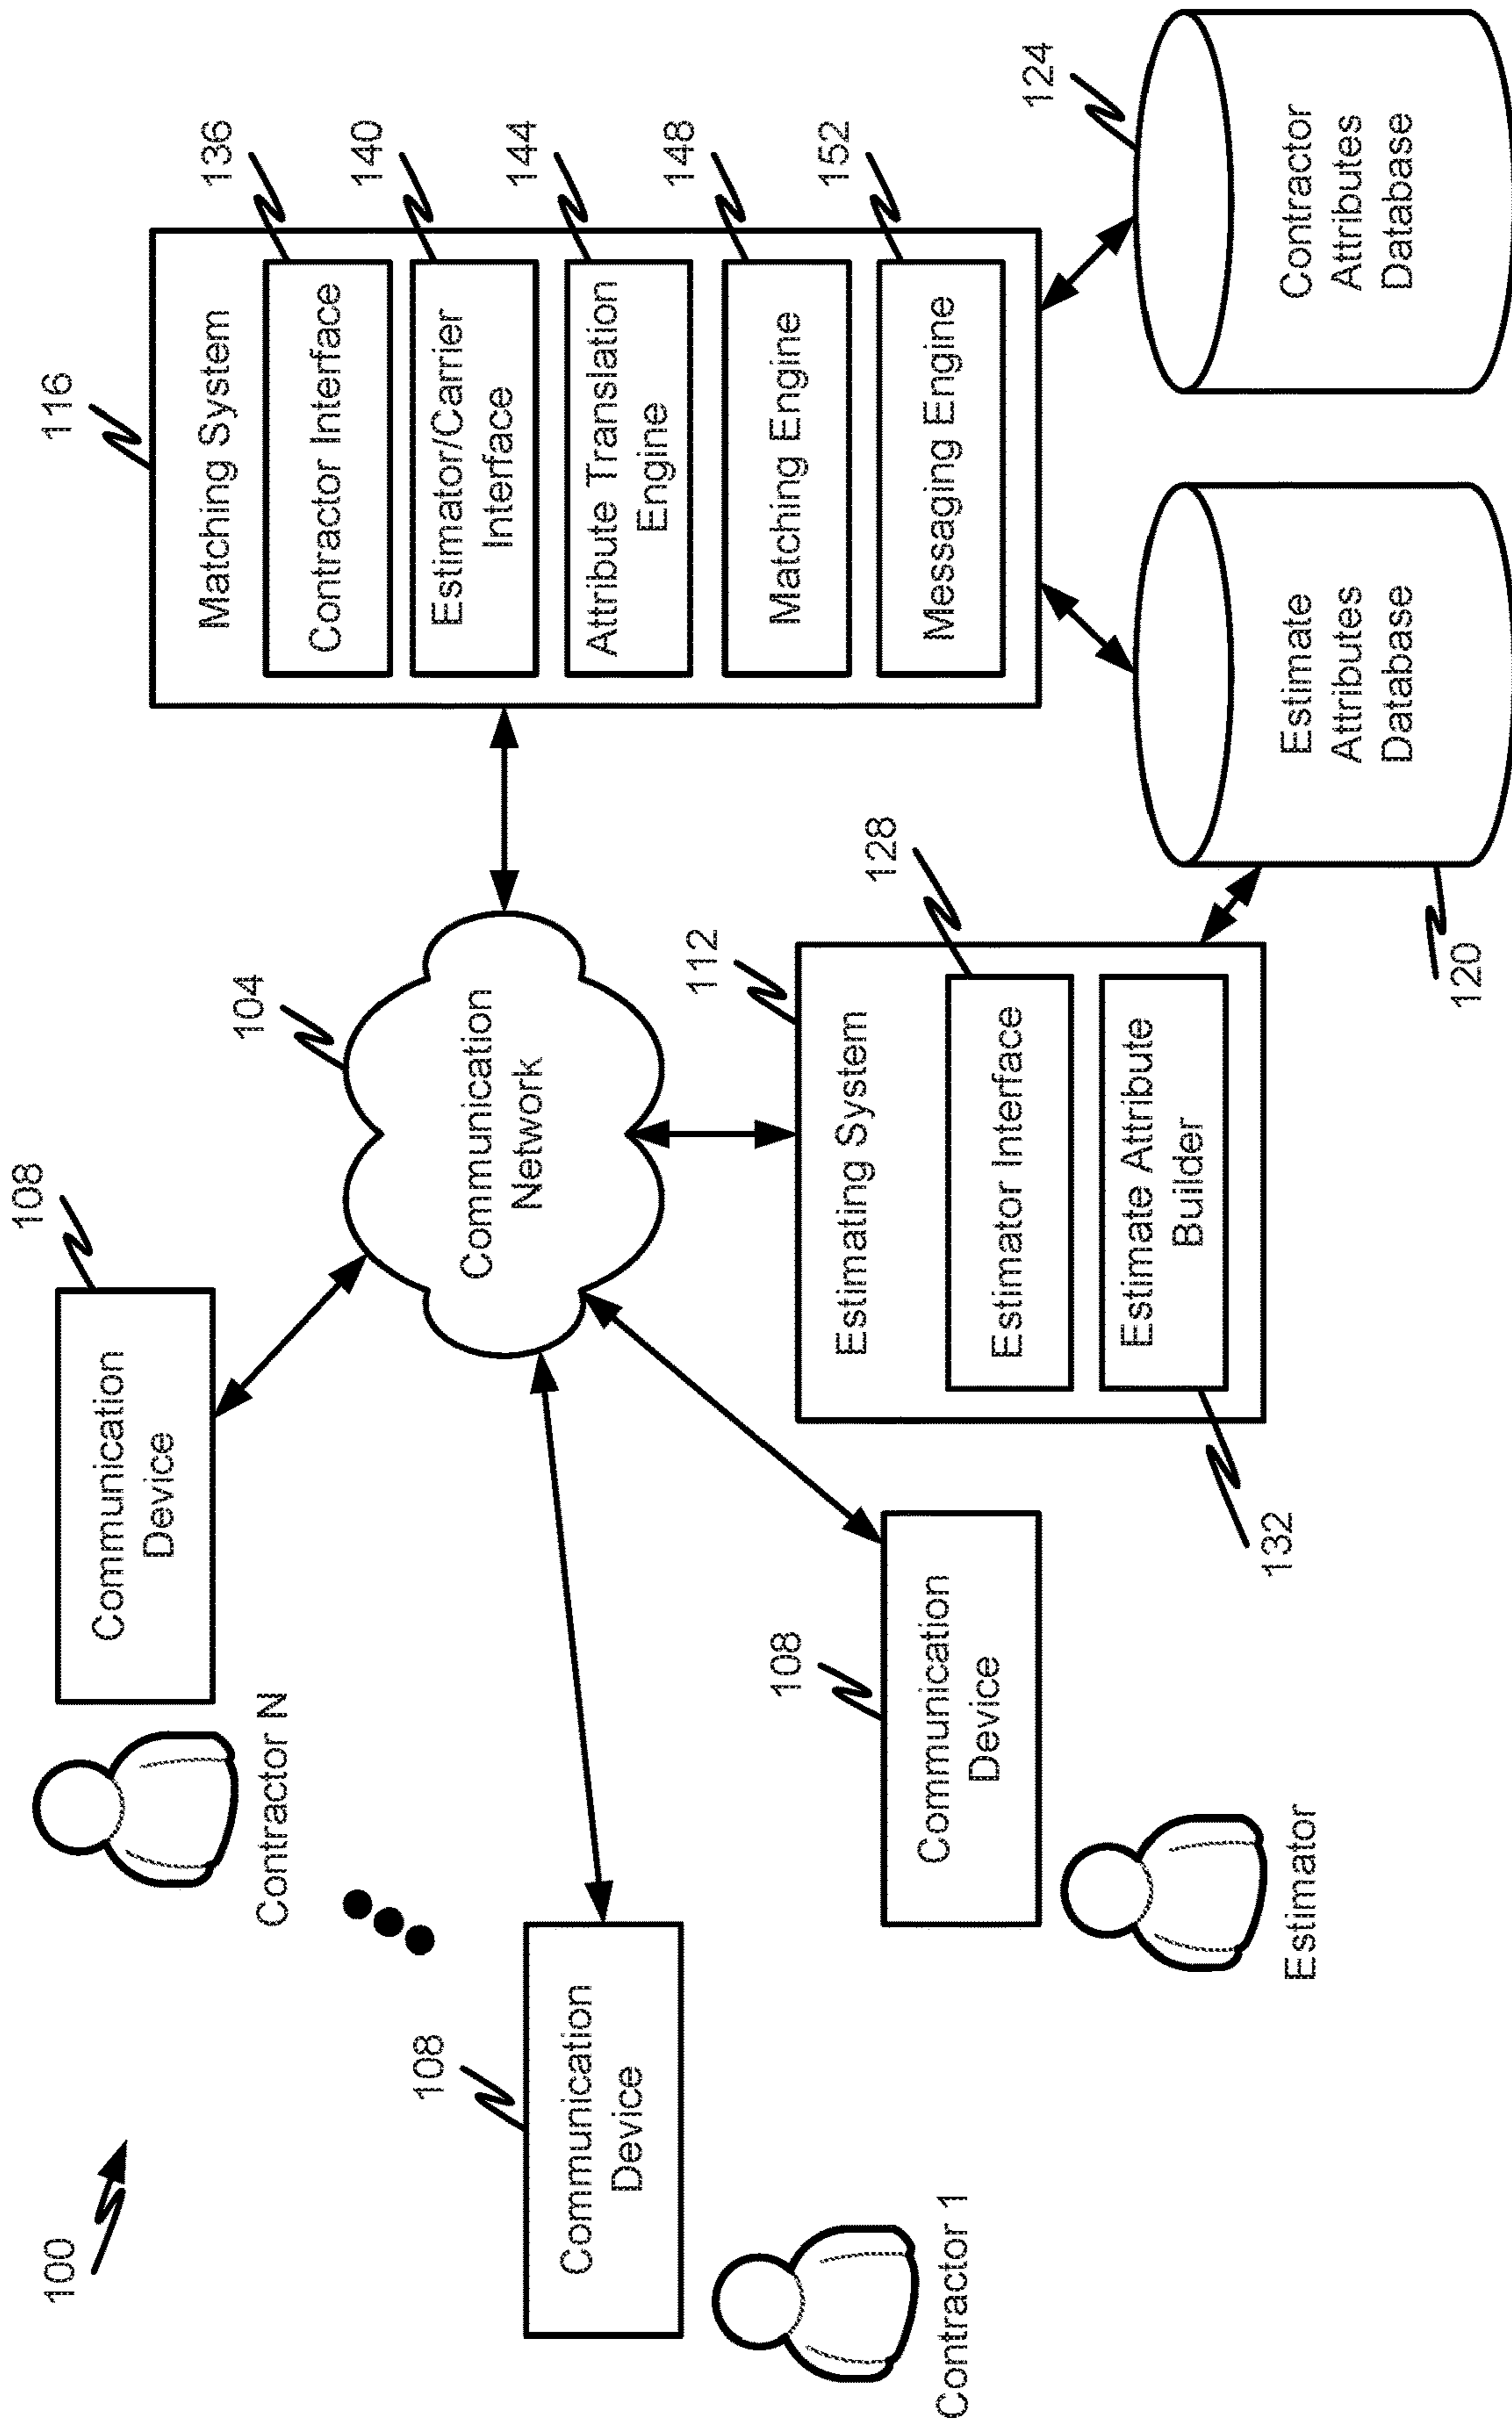 100
Contractor N
Communication
Device
108
104
Communication
Network
116
Matching System
Contractor Interface
136
Estimator/Carrier
Interface
140
Attribute Translation
Engine
144
Matching Engine
148
Messaging Engine
152
108
Communication
Device
Contractor 1
108
Communication
Device
Estimator
112
Estimating System
Estimator Interface
128
Estimate Attribute
Builder
132
Estimate
Attributes
Database
120
Contractor
Attributes
Database
124